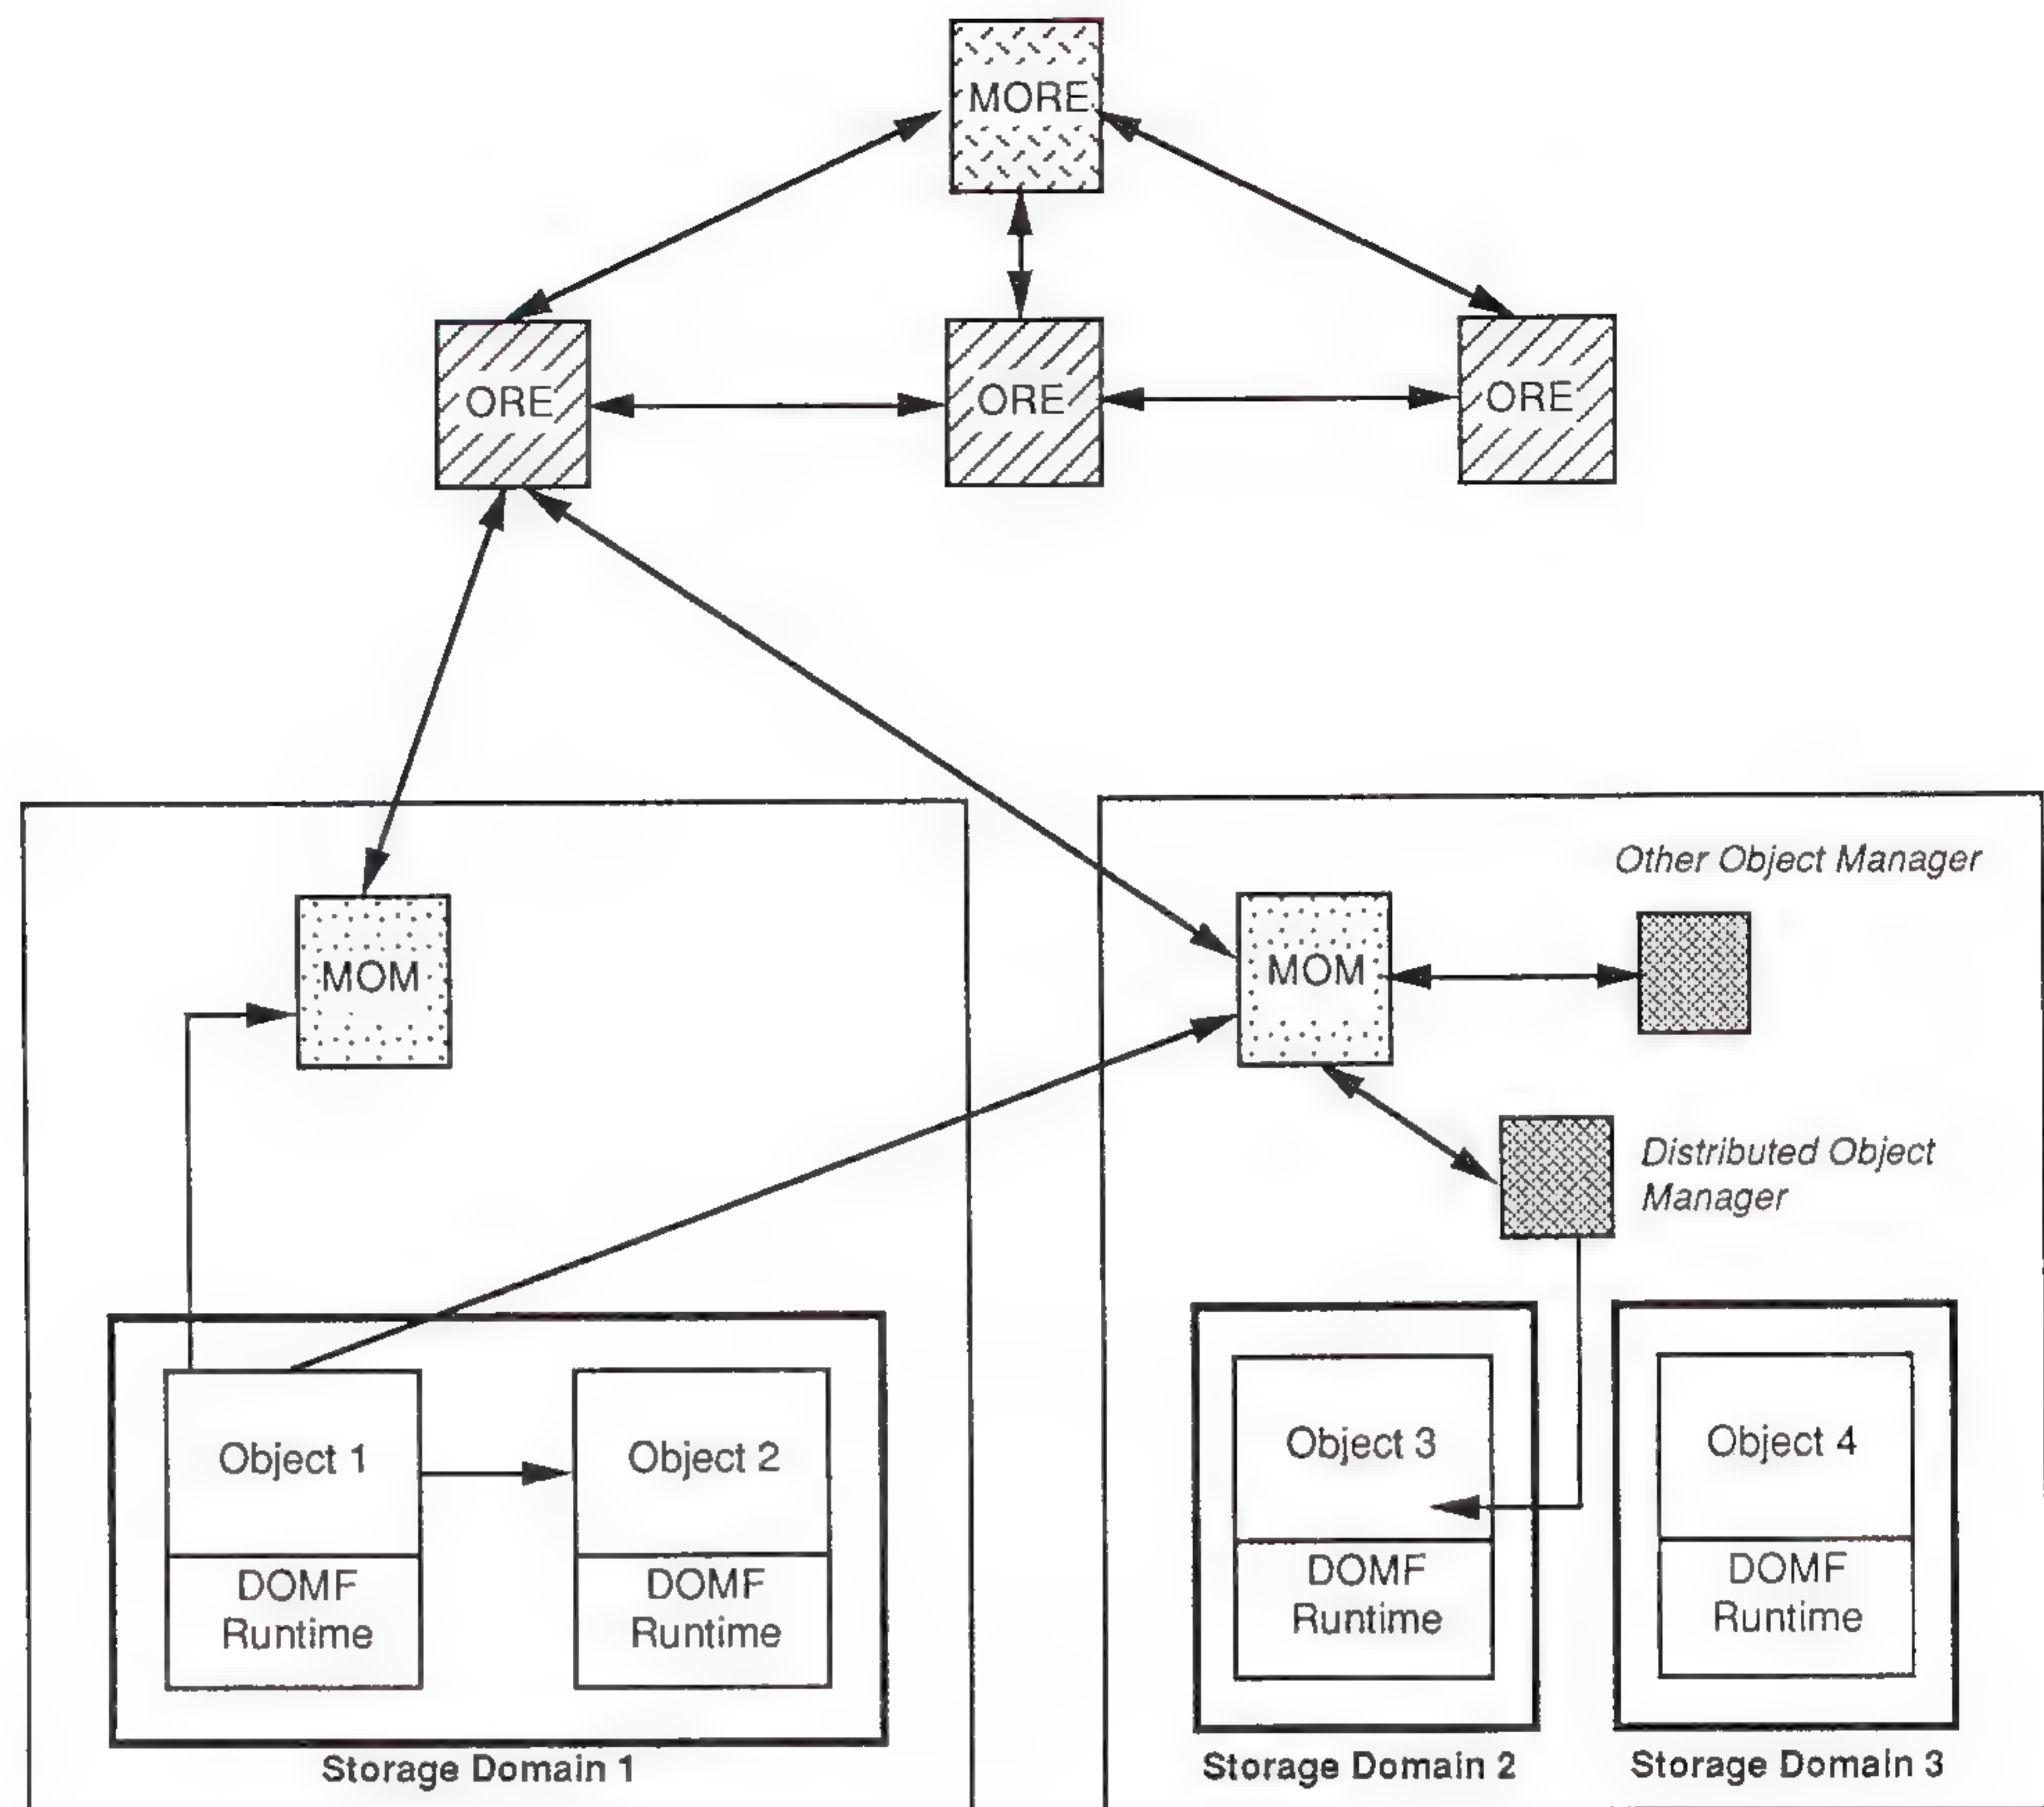 MORE
ORE
ORE
ORE
Other Object Manager
MOM
MOM
Distributed Object
Manager
Object 1
Object 2
Object 3
Object 4
DOMF
Runtime
DOMF
Runtime
DOMF
Runtime
DOMF
Runtime
Storage Domain 1
Storage Domain 2
Storage Domain 3